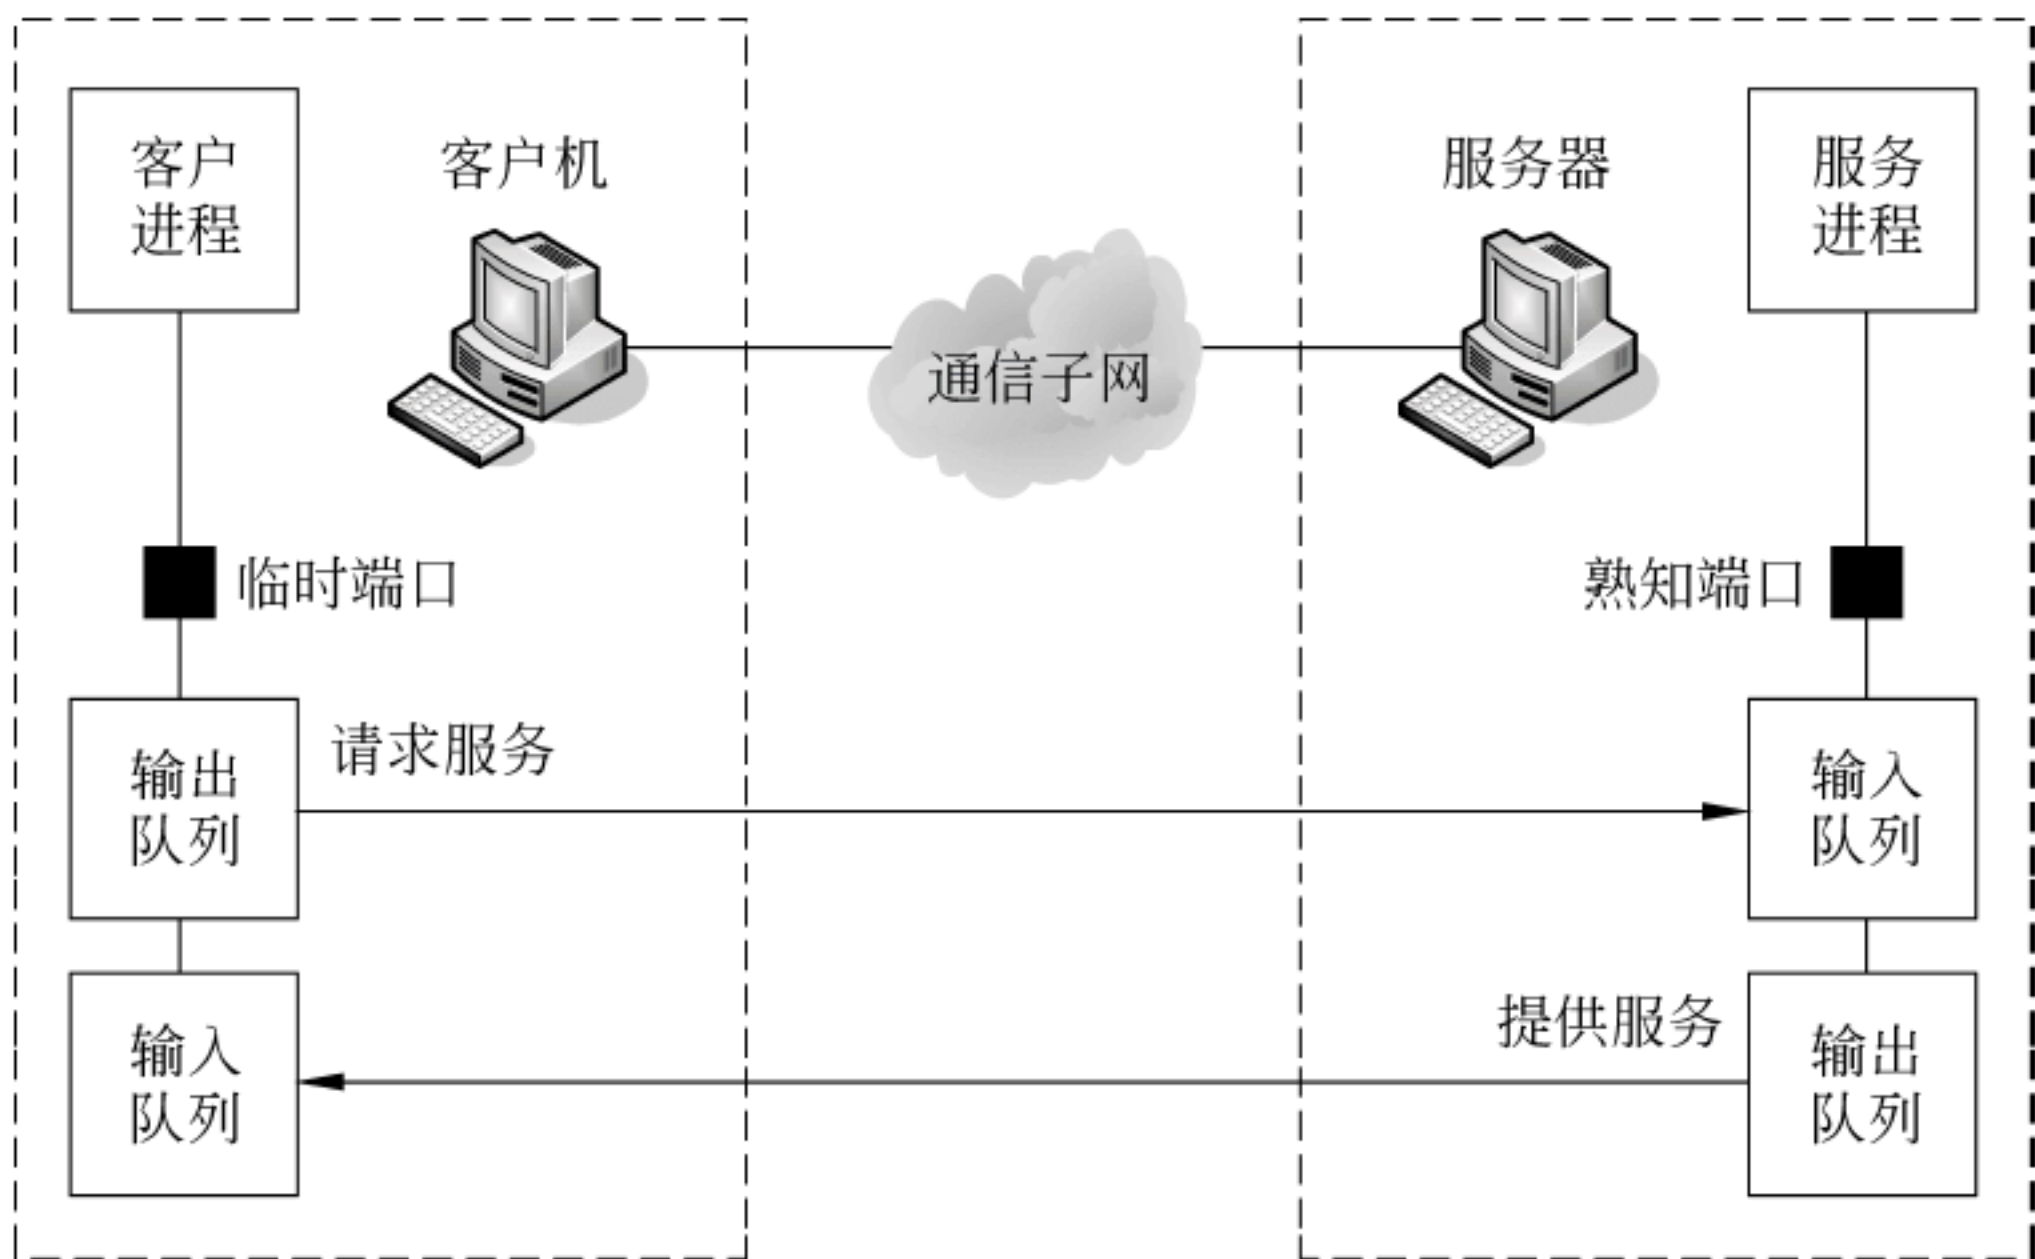 客户
进程
客户机
服务器
服务
进程
通信子网
临时端口
熟知端口
输出
队列
请求服务
输入
队列
输入
队列
提供服务
输出
队列